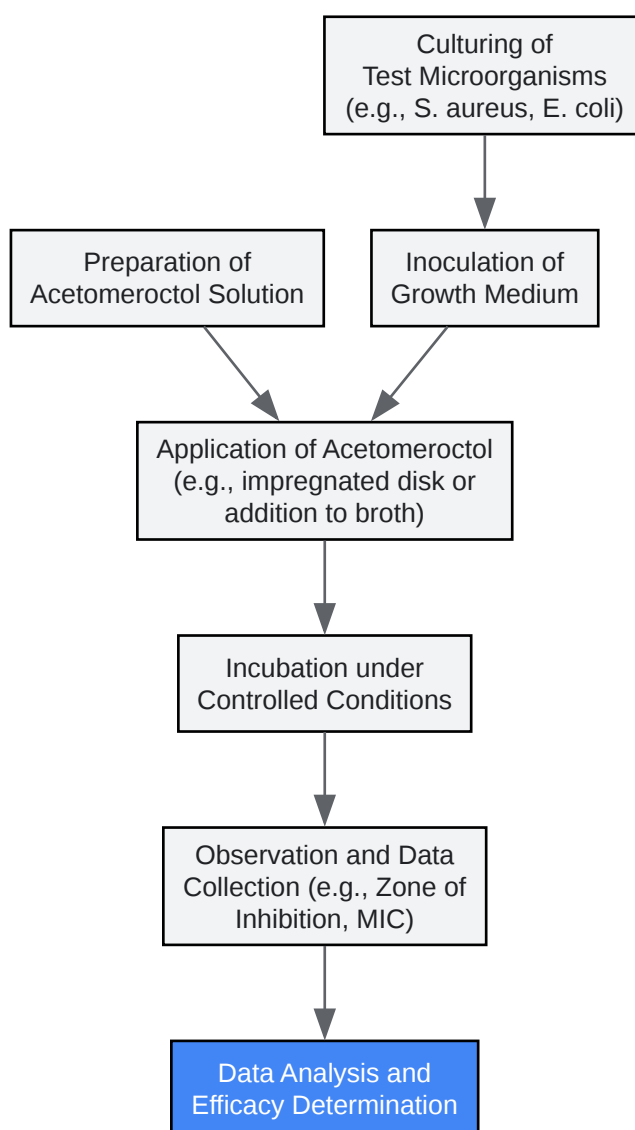 Culturing of
Test Microorganisms
(e.g., S. aureus, E. coli)
Preparation of
Acetomeroctol Solution
Inoculation of
Growth Medium
Application of Acetomeroctol
(e.g., impregnated disk or
addition to broth)
Incubation under
Controlled Conditions
Observation and Data
Collection (e.g., Zone of
Inhibition, MIC)
Data Analysis and
Efficacy Determination